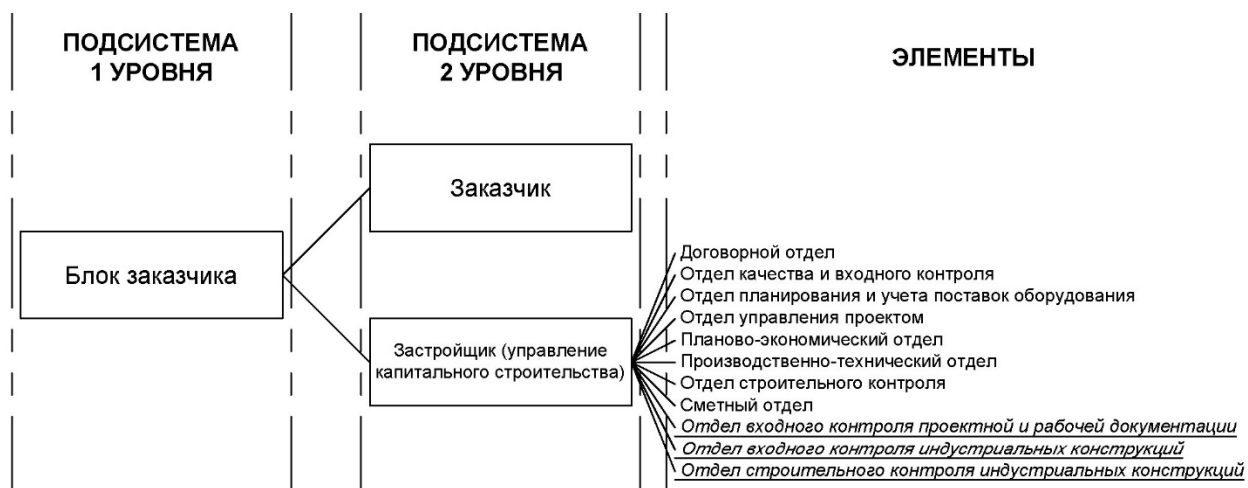 ПОДСИСТЕМА
1 УРОВНЯ
ПОДСИСТЕМА
2 УРОВНЯ
ЭЛЕМЕНТЫ
Блок заказчика
Заказчик
Застройщик (управление
капитального строительства)
Договорной отдел
Отдел качества и входного контроля
Отдел планирования и учета поставок оборудования
Отдел управления проектом
Планово-экономический отдел
Производственно-технический отдел
Отдел строительного контроля
Сметный отдел
Отдел входного контроля проектной и рабочей документации
Отдел входного контроля индустриальных конструкций
Отдел строительного контроля индустриальных конструкций